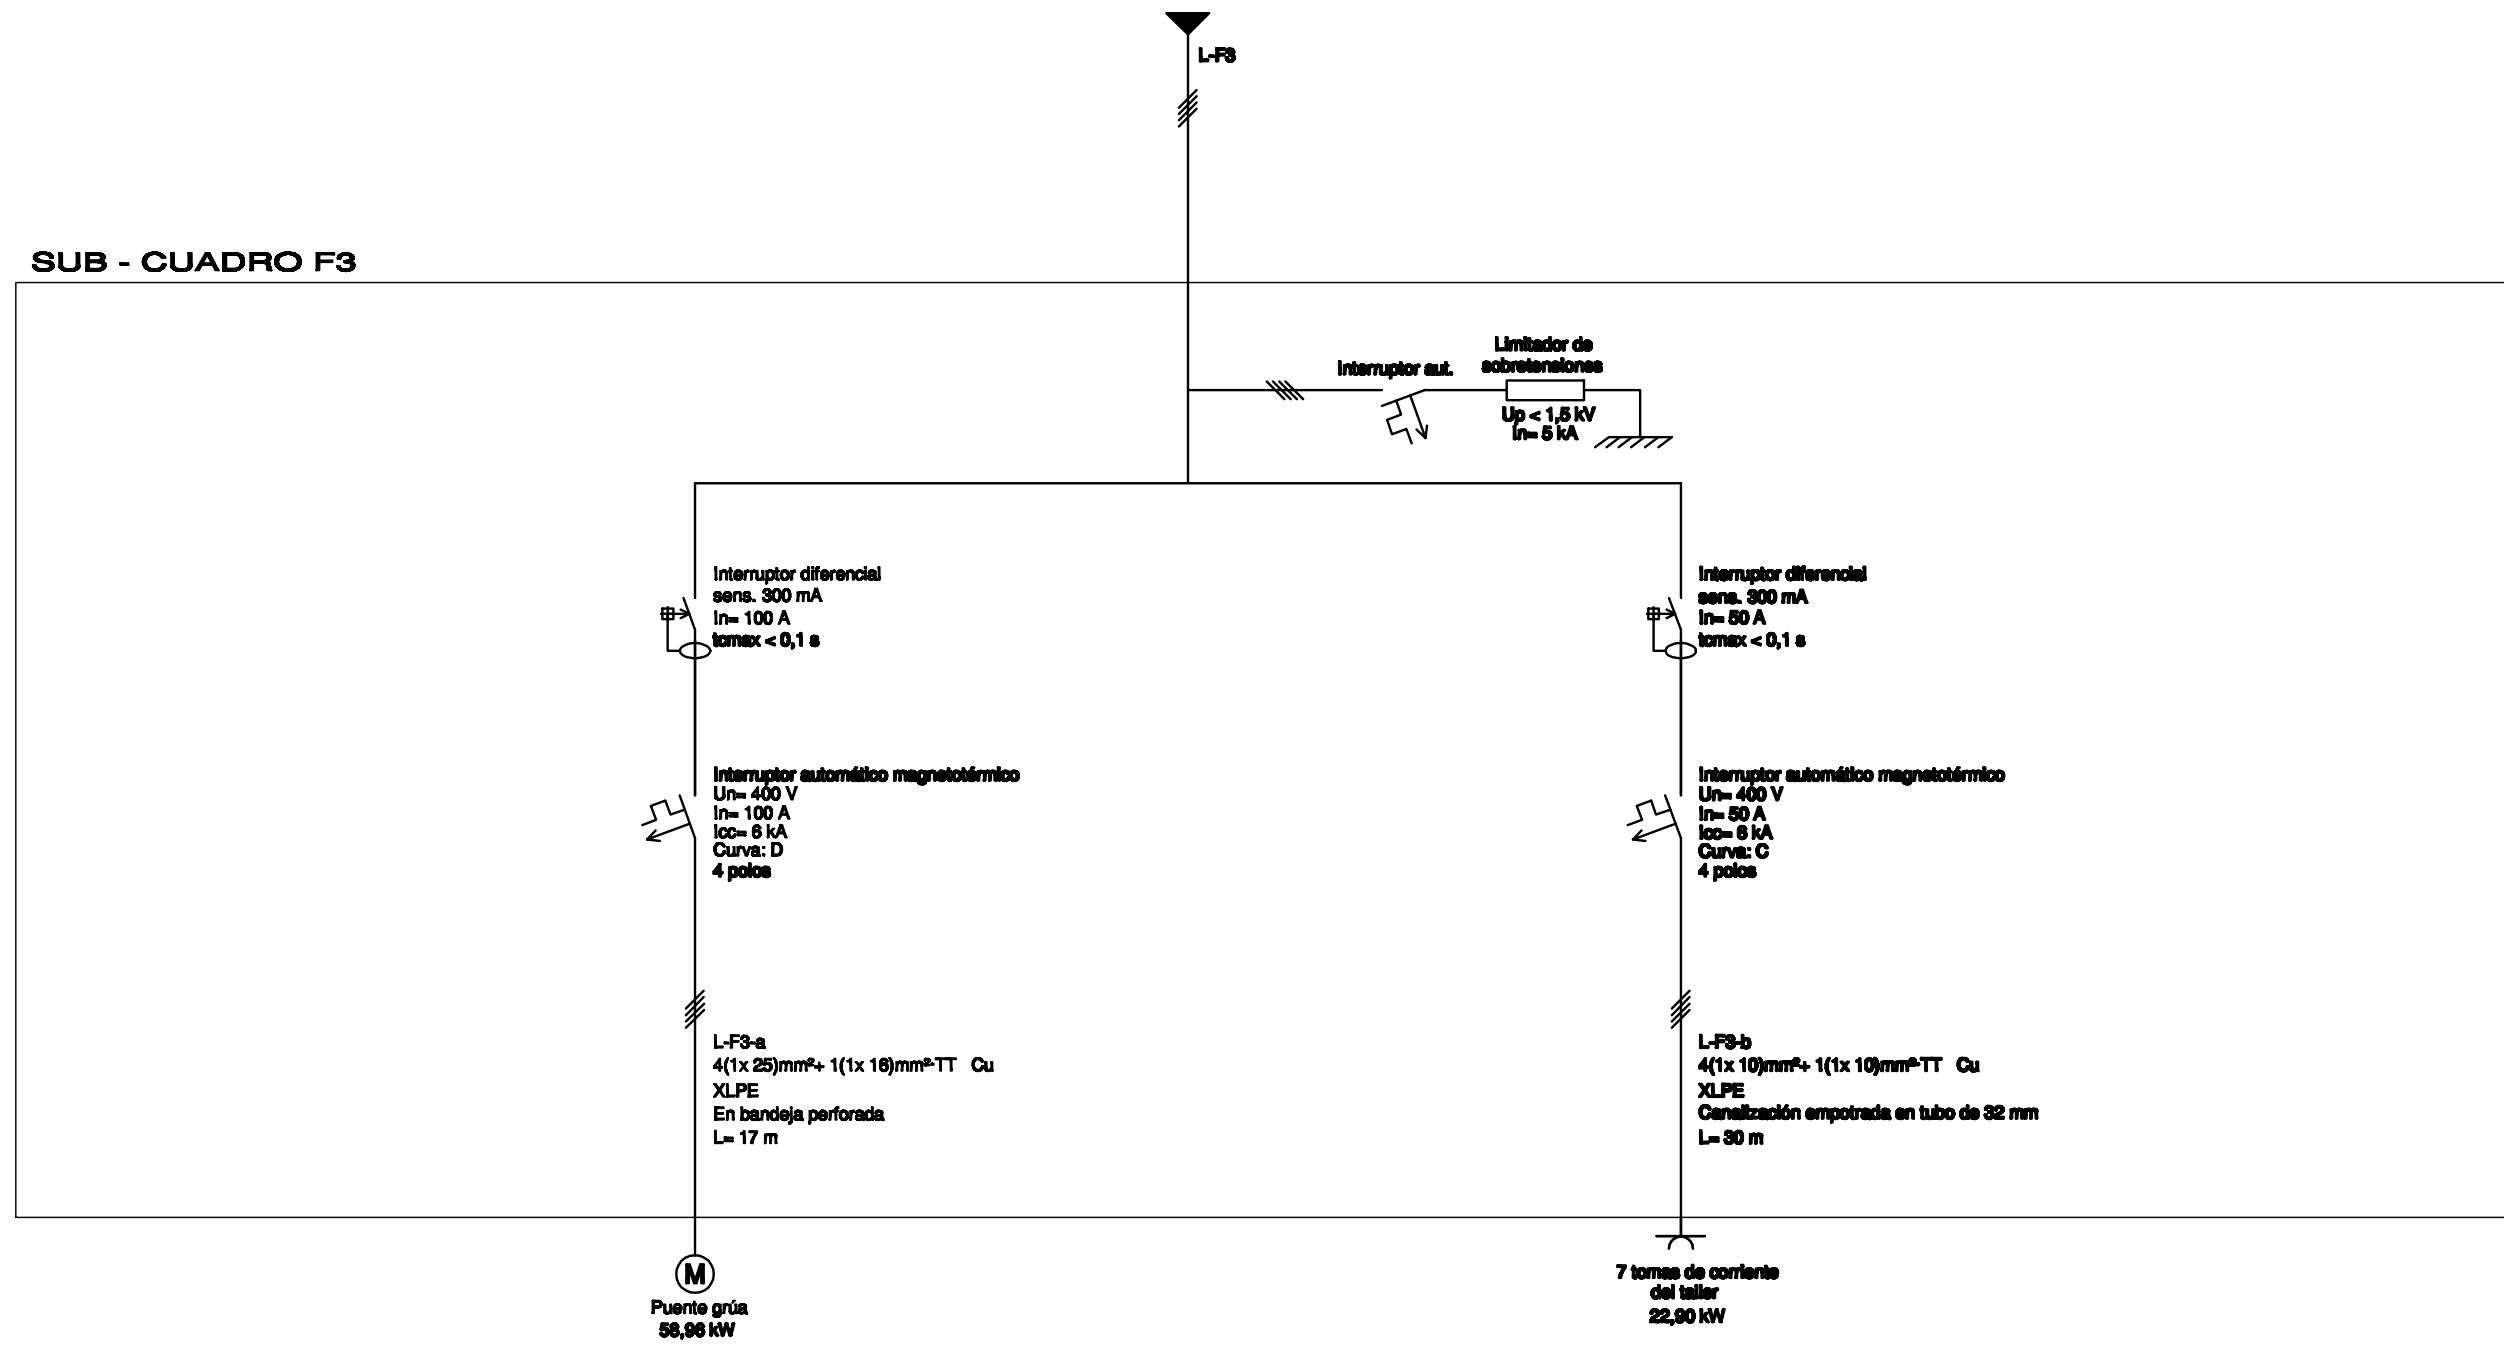 L-F3
SUB - CUADRO F3
Interruptor aut.
Limitador de
sobretensiones
Up < 1,5 kV
In= 5 kA
Interruptor diferencial
sens. 300 mA
In= 100 A
tcmax < 0,1 s
Interruptor automático magnetotérmico
Un= 400 V
In= 100 A
Icc= 6 kA
Curva: D
4 polos
L-F3-a
4(1x 25)mm²+ 1(1x 16)mm²·TT Cu
XLPE
En bandeja perforada
L= 17 m
M
Puente grúa
58,96 kW
Interruptor diferencial
sens. 300 mA
In= 50 A
tcmax < 0,1 s
Interruptor automático magnetotérmico
Un= 400 V
In= 50 A
Icc= 6 kA
Curva: C
4 polos
L-F3-b
4(1x 10)mm²+ 1(1x 10)mm²·TT Cu
XLPE
Canalización empotrada en tubo de 32 mm
L= 30 m
7 tomas de corriente
del taller
22,90 kW